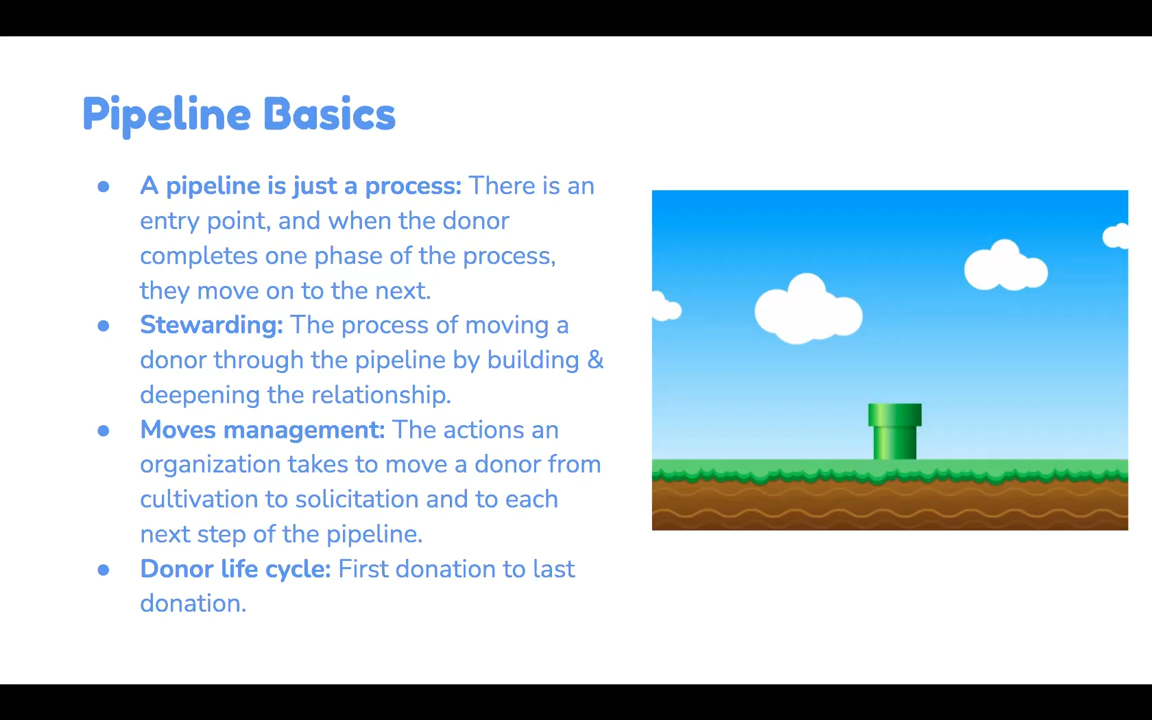 Pipeline Basics
● A pipeline is just a process: There is an
entry point, and when the donor
completes one phase of the process,
they move on to the next.
● Stewarding: The process of moving a
donor through the pipeline by building &
deepening the relationship.
● Moves management: The actions an
organization takes to move a donor from
cultivation to solicitation and to each
next step of the pipeline.
● Donor life cycle: First donation to last
donation.